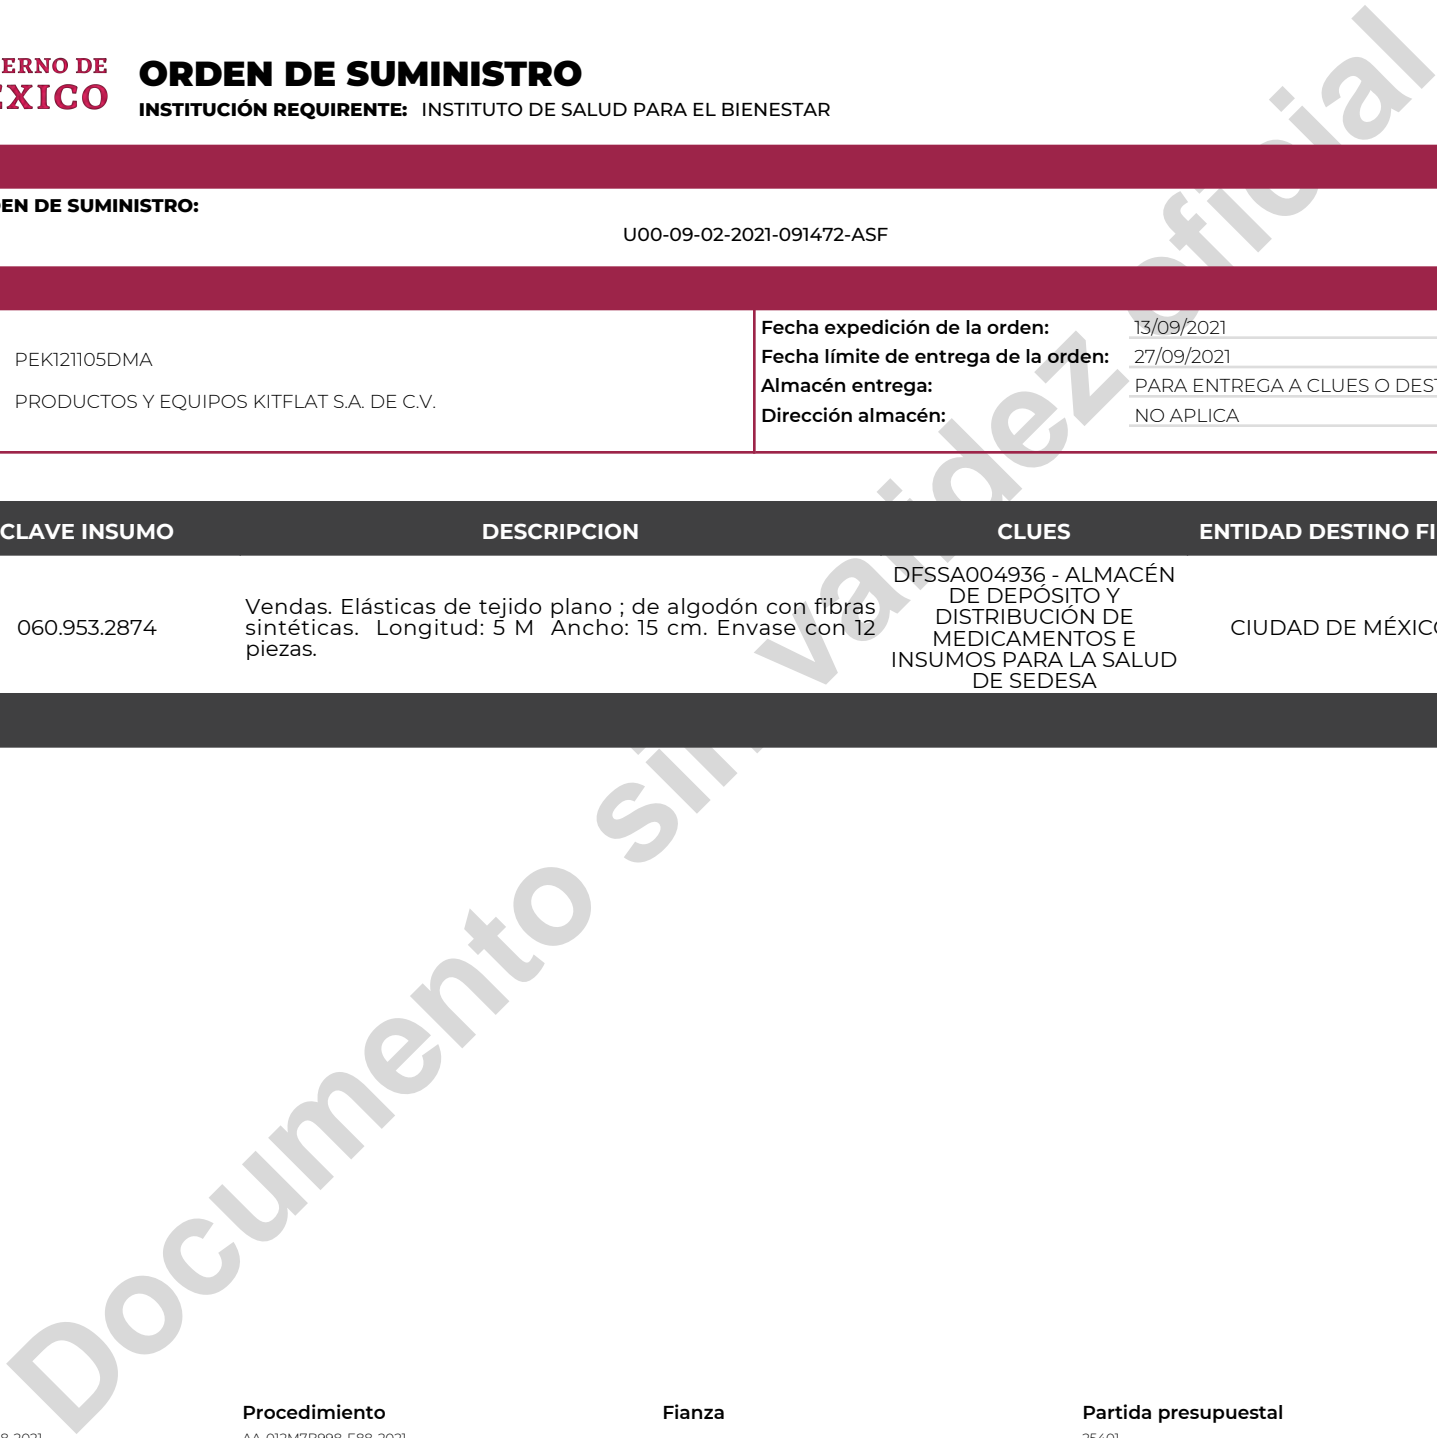 ERNO DE
ÉXICO
ORDEN DE SUMINISTRO
INSTITUCIÓN REQUIRENTE: INSTITUTO DE SALUD PARA EL BIENESTAR
EN DE SUMINISTRO:
U00-09-02-2021-091472-ASF
PEK121105DMA
PRODUCTOS Y EQUIPOS KITFLAT S.A. DE C.V.
Fecha expedición de la orden: 13/09/2021
Fecha límite de entrega de la orden: 27/09/2021
Almacén entrega: PARA ENTREGA A CLUES O DEST
Dirección almacén: NO APLICA
CLAVE INSUMO DESCRIPCION CLUES ENTIDAD DESTINO FI
060.953.2874
Vendas. Elásticas de tejido plano ; de algodón con fibras
sintéticas. Longitud: 5 M Ancho: 15 cm. Envase con 12
piezas.
DFSSA004936 - ALMACÉN
DE DEPÓSITO Y
DISTRIBUCIÓN DE
MEDICAMENTOS E
INSUMOS PARA LA SALUD
DE SEDESA
CIUDAD DE MÉXICO
Documento sin validez oficial
Procedimiento Fianza Partida presupuestal